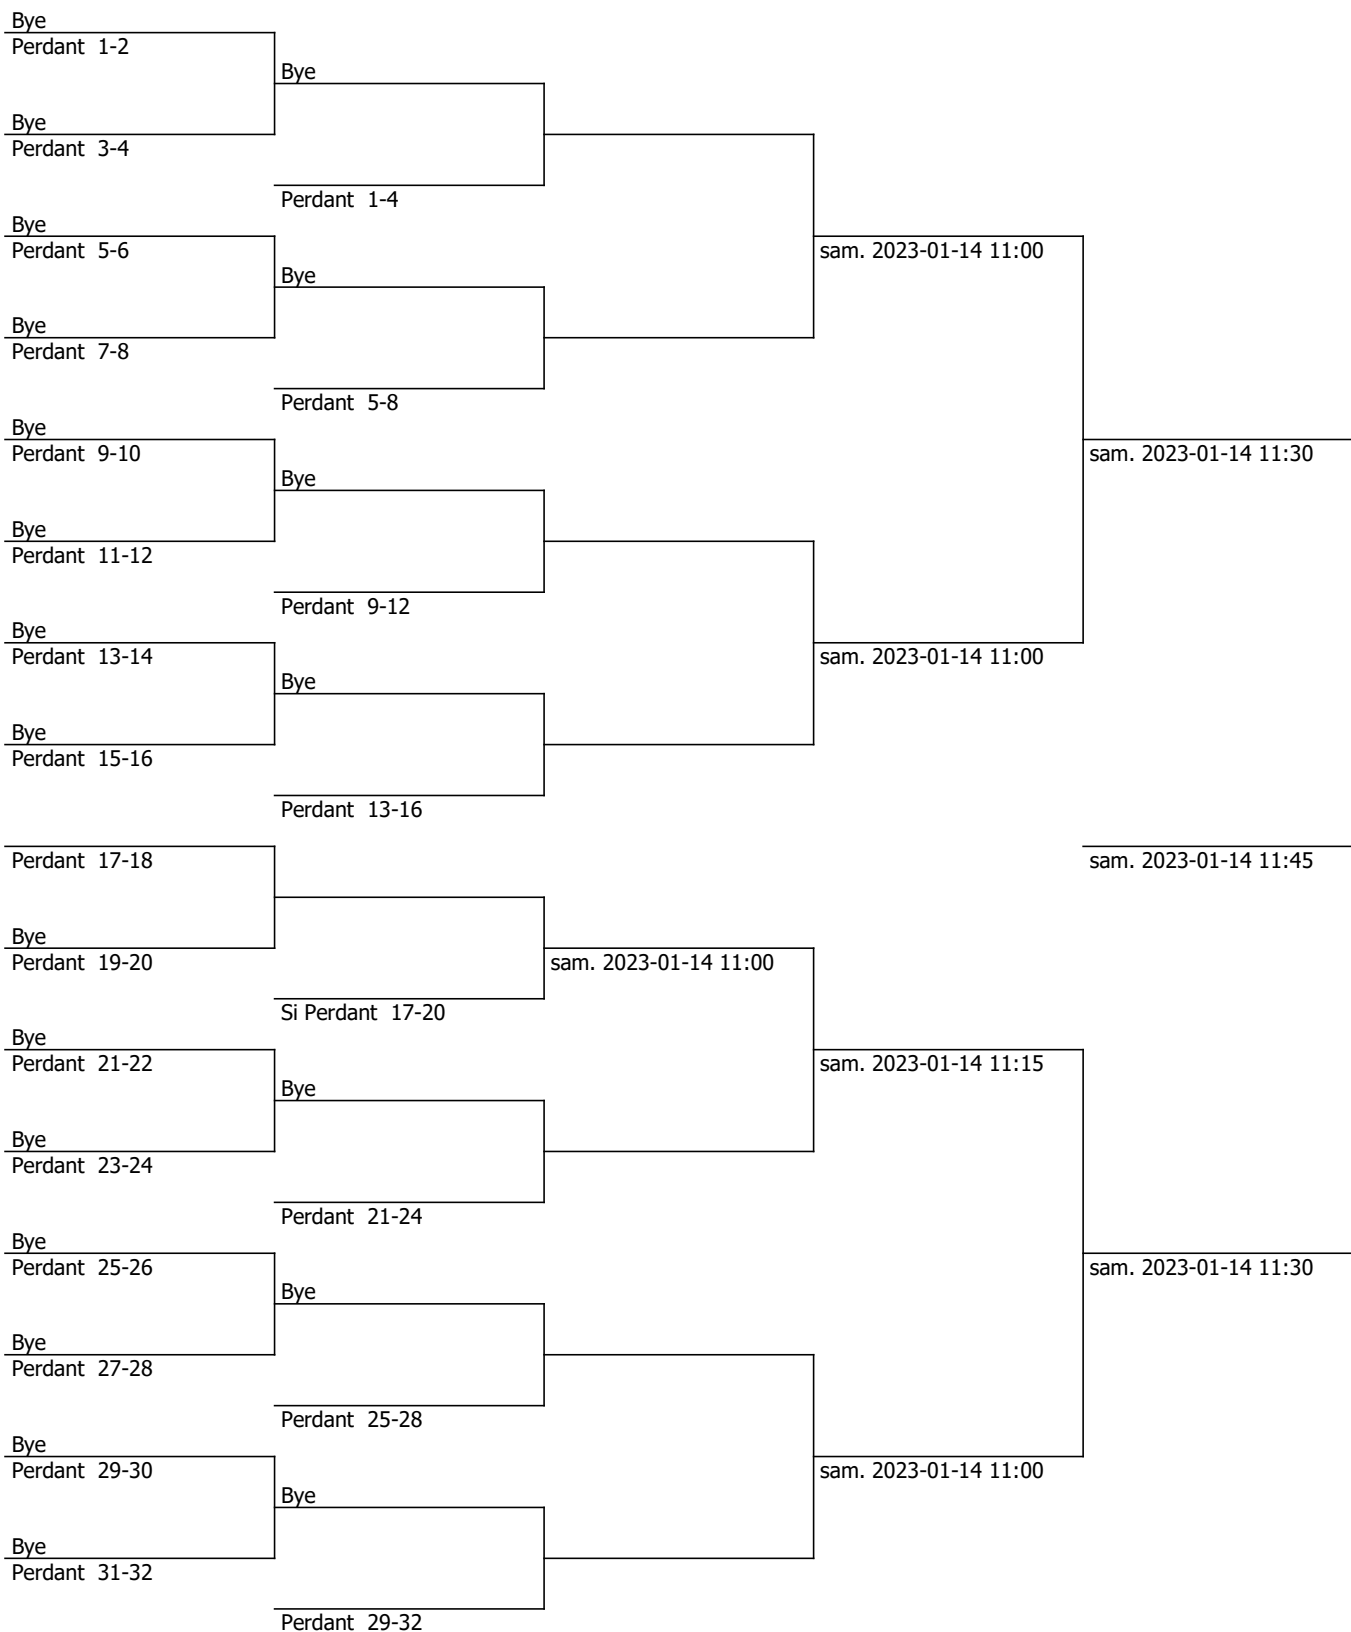 Bye
Perdant 1-2
Bye
Bye
Perdant 3-4
Perdant 1-4
Bye
Perdant 5-6
sam. 2023-01-14 11:00
Bye
Bye
Perdant 7-8
Perdant 5-8
Bye
Perdant 9-10
sam. 2023-01-14 11:30
Bye
Bye
Perdant 11-12
Perdant 9-12
Bye
Perdant 13-14
sam. 2023-01-14 11:00
Bye
Bye
Perdant 15-16
Perdant 13-16
Perdant 17-18
sam. 2023-01-14 11:45
Bye
Perdant 19-20
sam. 2023-01-14 11:00
Si Perdant 17-20
Bye
Perdant 21-22
sam. 2023-01-14 11:15
Bye
Bye
Perdant 23-24
Perdant 21-24
Bye
Perdant 25-26
sam. 2023-01-14 11:30
Bye
Bye
Perdant 27-28
Perdant 25-28
Bye
Perdant 29-30
sam. 2023-01-14 11:00
Bye
Bye
Perdant 31-32
Perdant 29-32